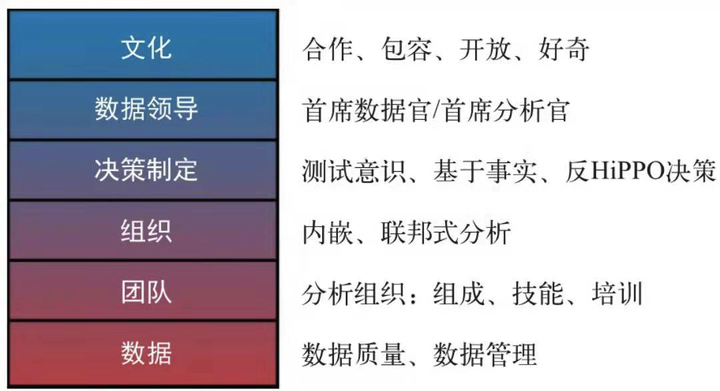 文化 合作、包容、开放、好奇
数据领导 首席数据官/首席分析官
决策制定 测试意识、基于事实、反HiPPO决策
组织 内嵌、联邦式分析
团队 分析组织：组成、技能、培训
数据 数据质量、数据管理